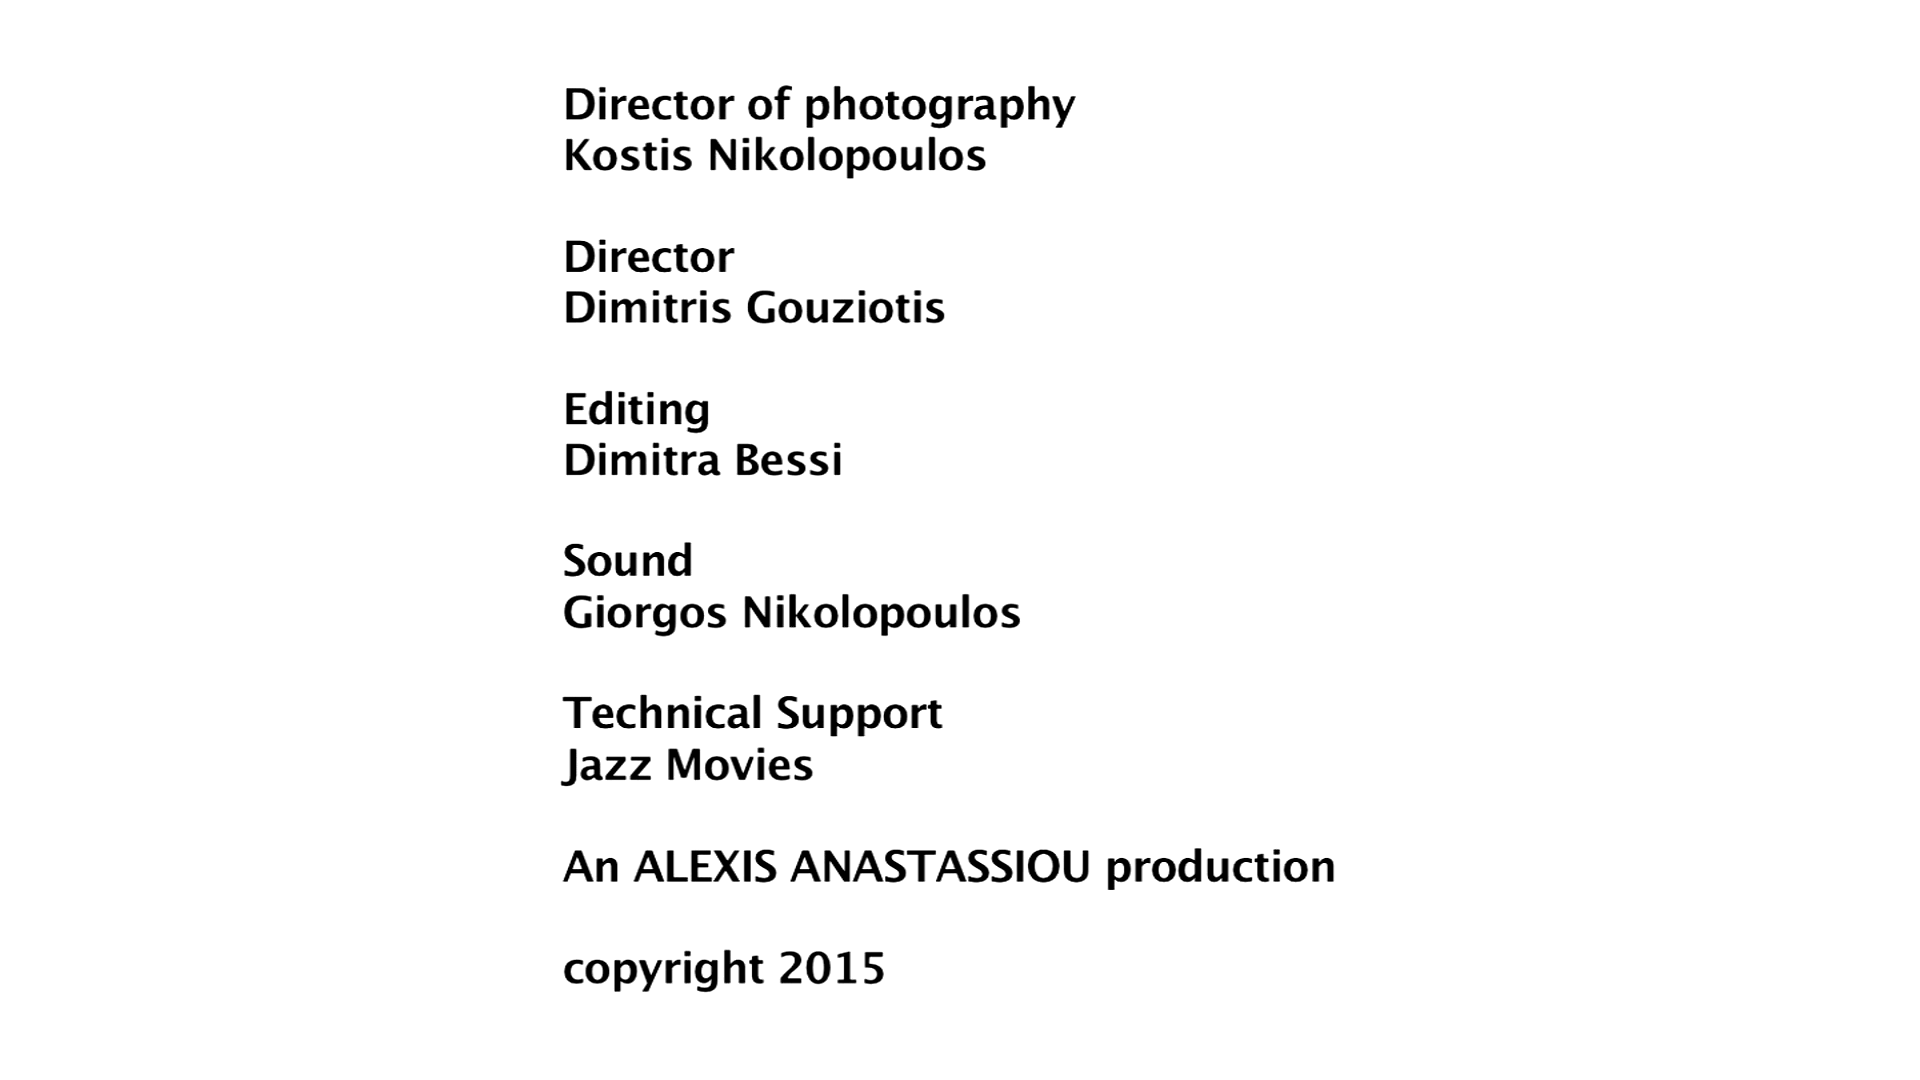 Director of photography
Kostis Nikolopoulos
Director
Dimitris Gouziotis
Editing
Dimitra Bessi
Sound
Giorgos Nikolopoulos
Technical Support
Jazz Movies
An ALEXIS ANASTASSIOU production
copyright 2015